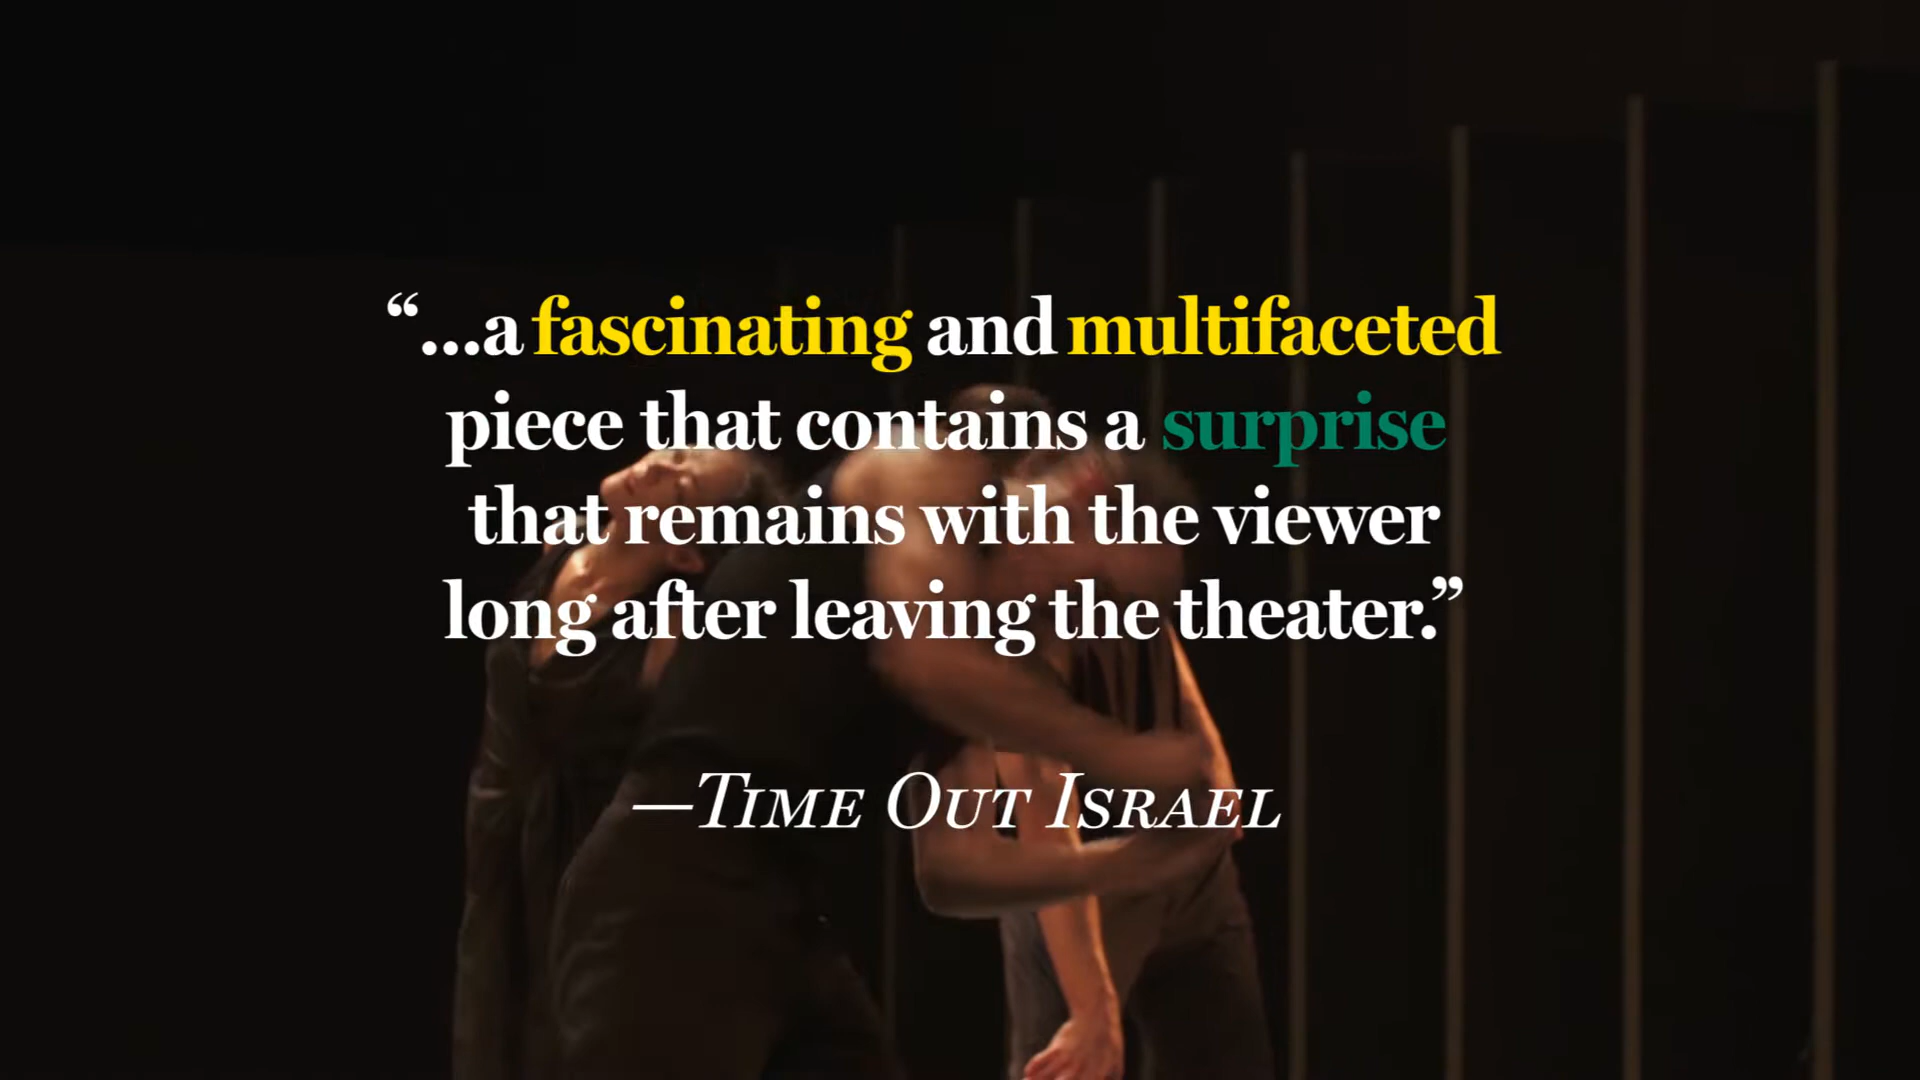 “...a fascinating and multifaceted
piece that contains a surprise
that remains with the viewer
long after leaving the theater.”
—TIME OUT ISRAEL